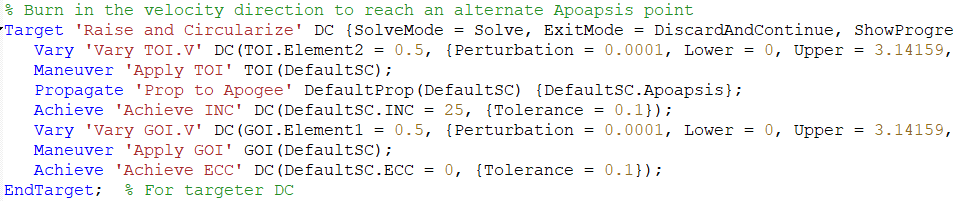 % Burn in the velocity direction to reach an alternate Apoapsis point
Target 'Raise and Circularize' DC {SolveMode = Solve, ExitMode = DiscardAndContinue, ShowProgre
Vary 'Vary TOI.V' DC(TOI.Element2 = 0.5, {Perturbation = 0.0001, Lower = 0, Upper = 3.14159,
Maneuver 'Apply TOI' TOI(DefaultSC);
Propagate 'Prop to Apogee' DefaultProp(DefaultSC) {DefaultSC.Apoapsis};
Achieve 'Achieve INC' DC(DefaultSC.INC = 25, {Tolerance = 0.1});
Vary 'Vary GOI.V' DC(GOI.Element1 = 0.5, {Perturbation = 0.0001, Lower = 0, Upper = 3.14159,
Maneuver 'Apply GOI' GOI(DefaultSC);
Achieve 'Achieve ECC' DC(DefaultSC.ECC = 0, {Tolerance = 0.1});
EndTarget;  % For targeter DC